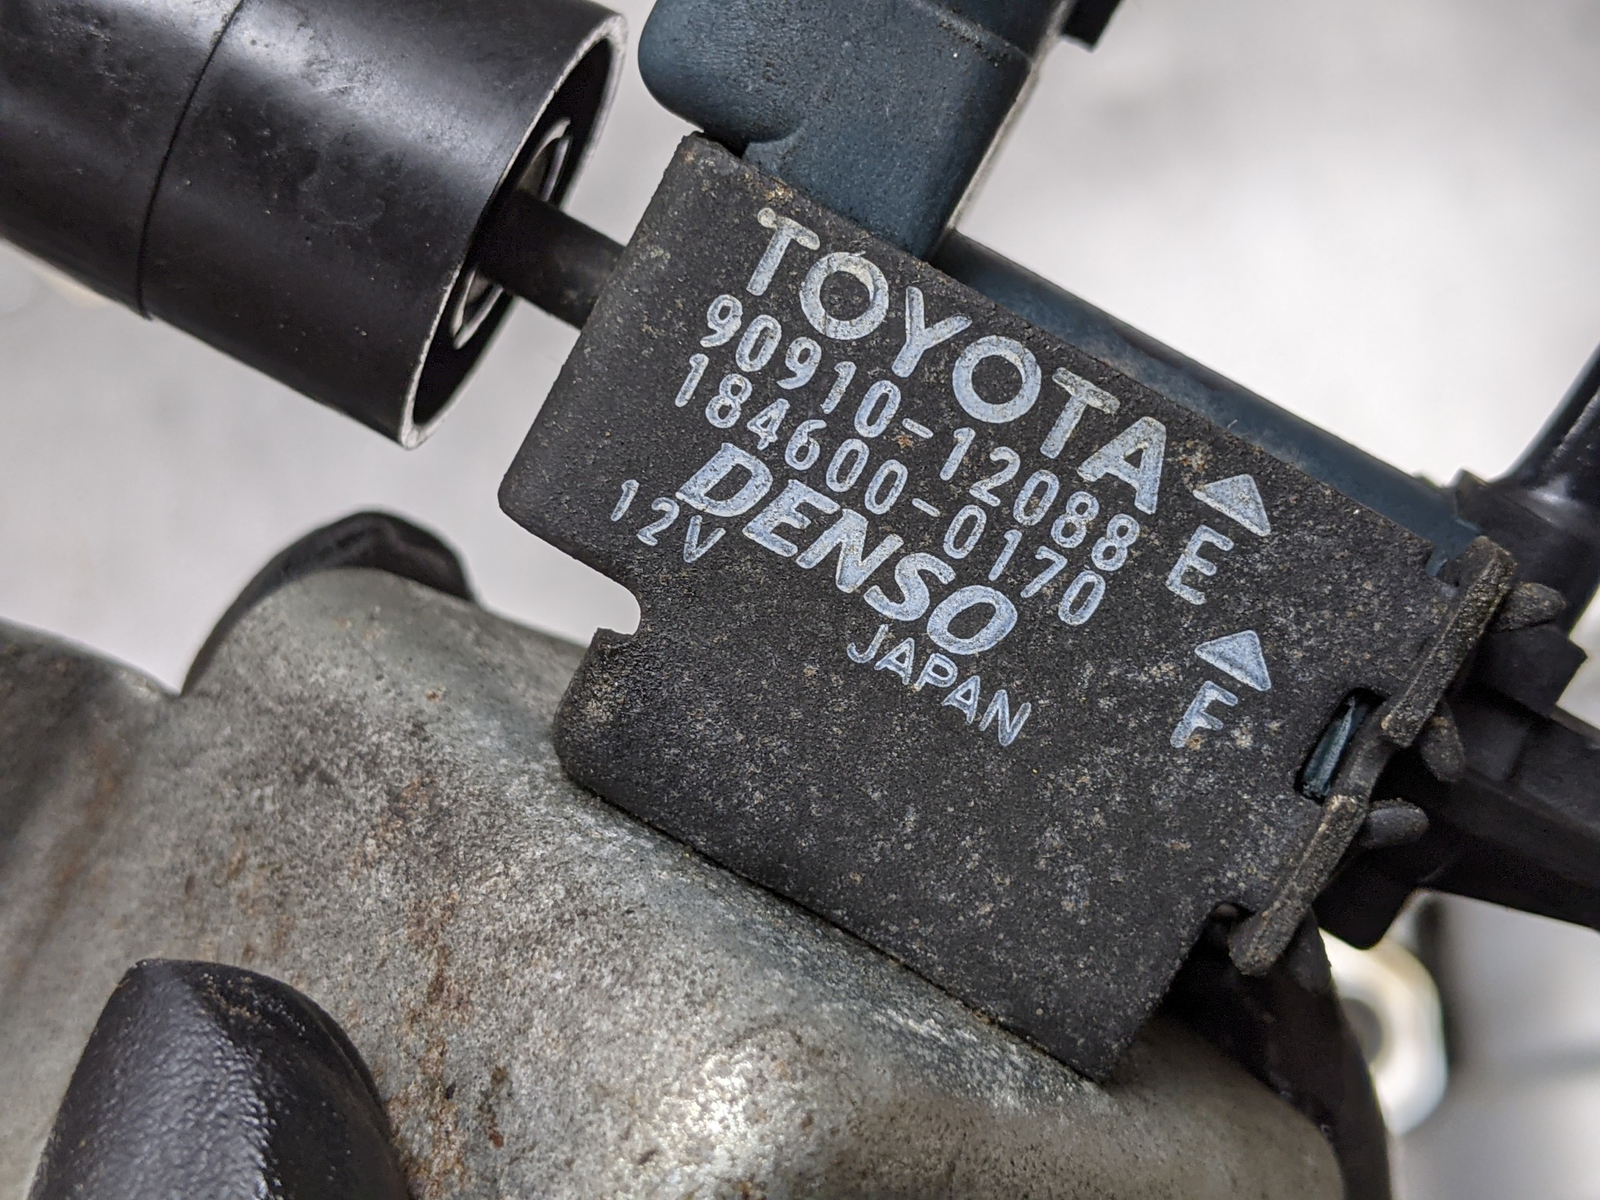 TOYOTA
90910-12088
184600-0170
DENSO
12V
JAPAN
▲
E
▲
F